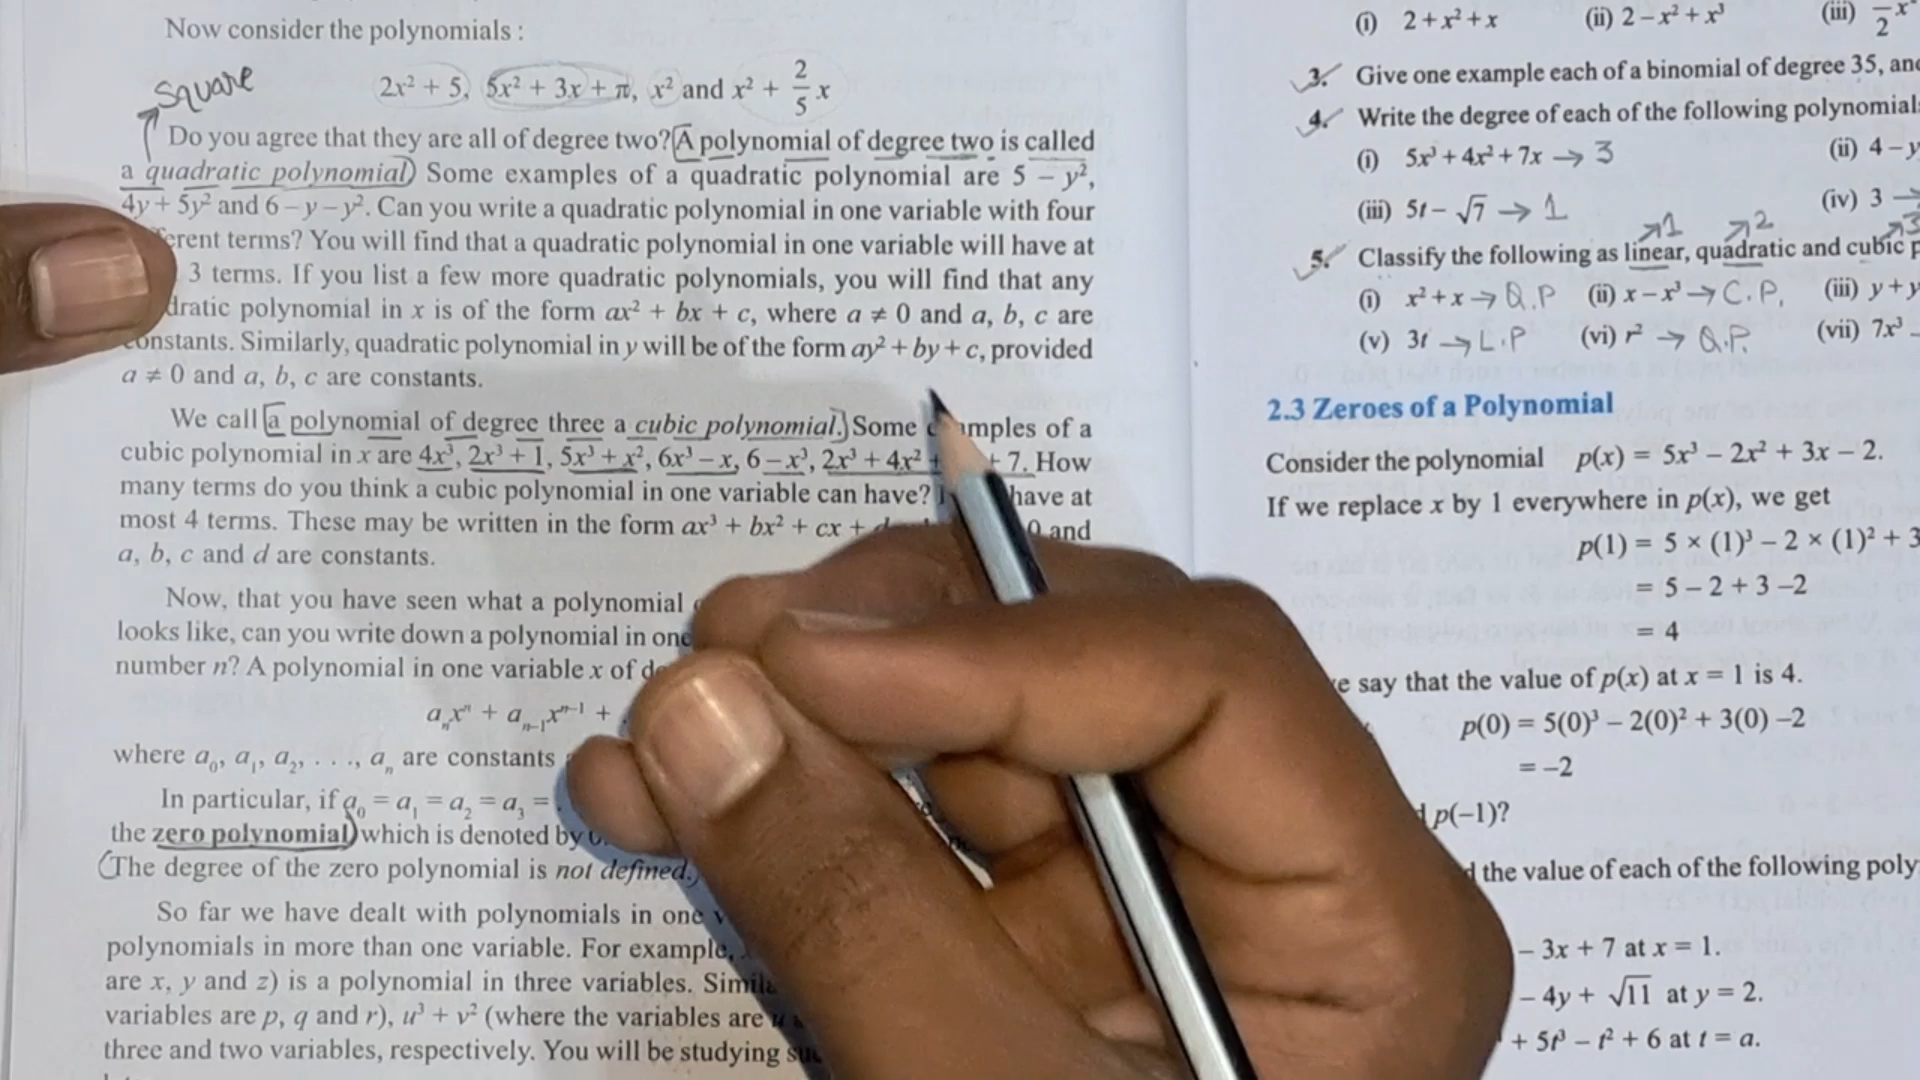 Now consider the polynomials :
Square
2x² + 5, 5x² + 3x + π, x² and x² + 2/5 x
Do you agree that they are all of degree two? A polynomial of degree two is called
a quadratic polynomial) Some examples of a quadratic polynomial are 5 – y²,
4y + 5y² and 6 – y – y². Can you write a quadratic polynomial in one variable with four
terms? You will find that a quadratic polynomial in one variable will have at
3 terms. If you list a few more quadratic polynomials, you will find that any
polynomial in x is of the form ax² + bx + c, where a ≠ 0 and a, b, c are
constants. Similarly, quadratic polynomial in y will be of the form ay² + by + c, provided
a ≠ 0 and a, b, c are constants.
We call [a polynomial of degree three a cubic polynomial.] Some of a
cubic polynomial in x are 4x³, 2x³ + 1, 5x³ + x², 6x³ – x, 6 – x³, 2x³ + 4x² + 7. How
many terms do you think a cubic polynomial in one variable can have? have at
most 4 terms. These may be written in the form ax³ + bx² + cx + and
a, b, c and d are constants.
Now, that you have seen what a polynomial
looks like, can you write down a polynomial in one
number n? A polynomial in one variable x of
aₙxⁿ + aₙ₋₁xⁿ⁻¹ +
where a₀, a₁, a₂, . . ., aₙ are constants
In particular, if a₀ = a₁ = a₂ = a₃ =
the zero polynomial) which is denoted by
(The degree of the zero polynomial is not defined.)
So far we have dealt with polynomials in one
polynomials in more than one variable. For example,
are x, y and z) is a polynomial in three variables.
variables are p, q and r), u³ + v² (where the variables are
three and two variables, respectively. You will be studying
(i) 2 + x² + x (ii) 2 – x² + x³ (iii)
3. Give one example each of a binomial of degree 35,
4. Write the degree of each of the following
(i) 5x³ + 4x² + 7x → 3 (ii) 4 – y
(iii) 5t – √7 → 1 (iv) 3 →
1 2 3
5. Classify the following as linear, quadratic and cubic
(i) x² + x → Q.P (ii) x – x³ → C.P. (iii) y + y
(v) 3t → L.P (vi) r² → Q.P. (vii) 7x³
2.3 Zeroes of a Polynomial
Consider the polynomial p(x) = 5x³ – 2x² + 3x – 2.
If we replace x by 1 everywhere in p(x), we get
p(1) = 5 × (1)³ – 2 × (1)² + 3
= 5 – 2 + 3 –2
= 4
say that the value of p(x) at x = 1 is 4.
p(0) = 5(0)³ – 2(0)² + 3(0) –2
= –2
p(–1)?
the value of each of the following
– 3x + 7 at x = 1.
– 4y + √11 at y = 2.
+ 5t³ – t² + 6 at t = a.